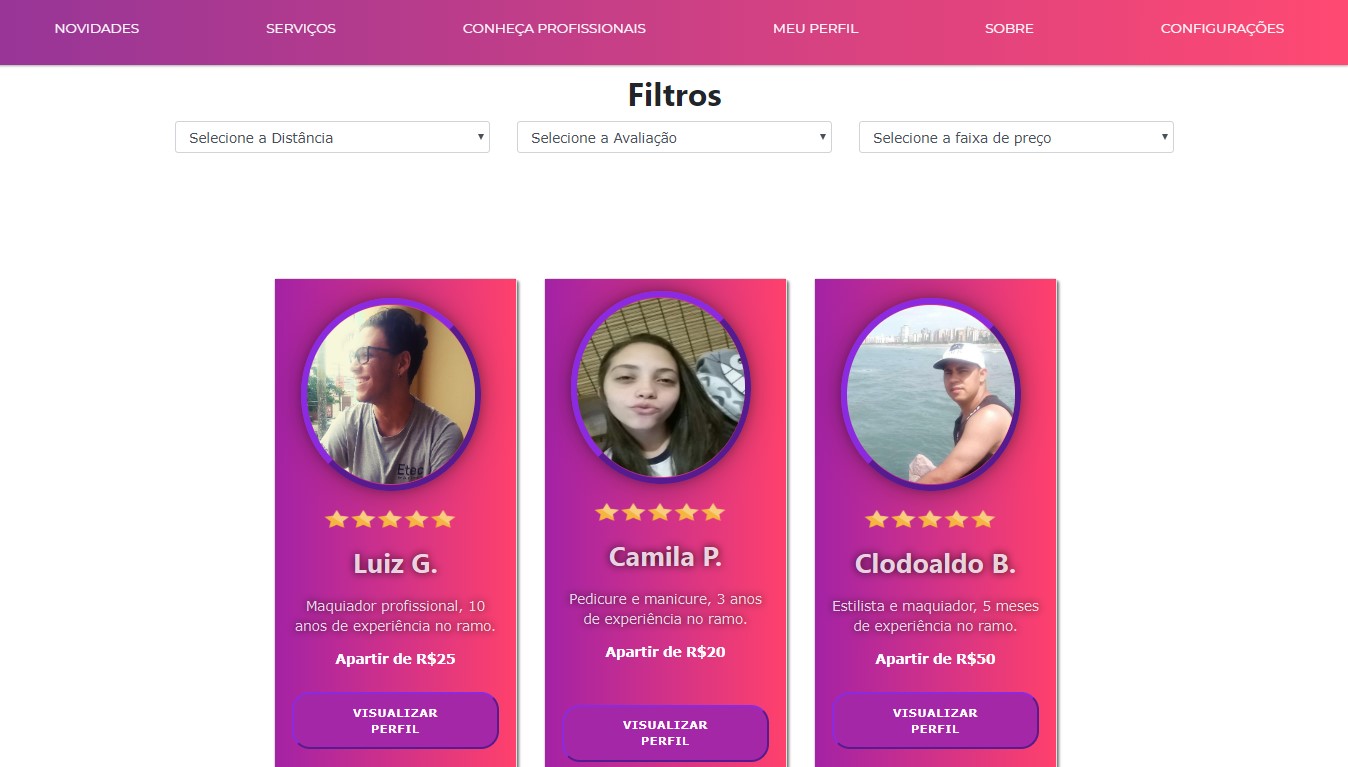 NOVIDADES SERVIÇOS CONHEÇA PROFISSIONAIS MEU PERFIL SOBRE CONFIGURAÇÕES
Filtros
Selecione a Distância
Selecione a Avaliação
Selecione a faixa de preço
Etec
Luiz G.
Maquiador profissional, 10
anos de experiência no ramo.
Apartir de R$25
VISUALIZAR
PERFIL
Camila P.
Pedicure e manicure, 3 anos
de experiência no ramo.
Apartir de R$20
VISUALIZAR
PERFIL
Clodoaldo B.
Estilista e maquiador, 5 meses
de experiência no ramo.
Apartir de R$50
VISUALIZAR
PERFIL